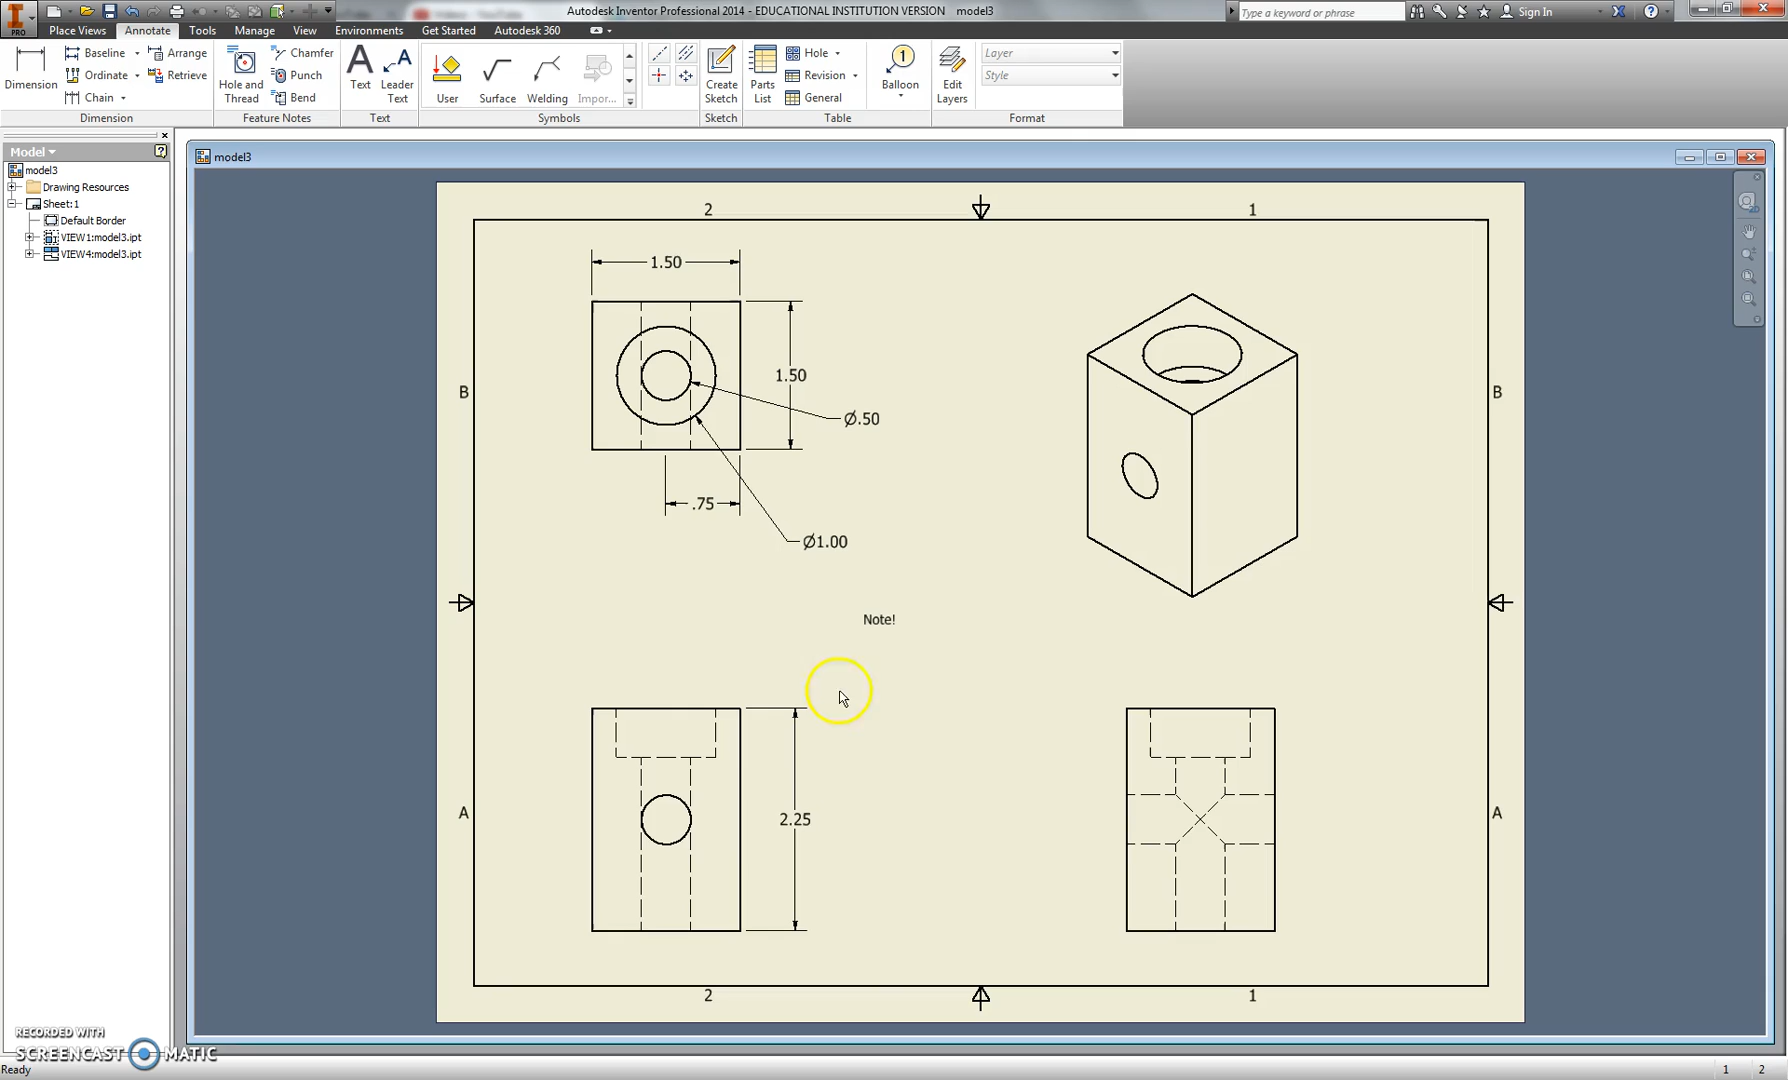 Autodesk Inventor Professional 2014 - EDUCATIONAL INSTITUTION VERSION model3
Type a keyword or phrase
Sign In
PRO
Place Views
Annotate
Tools
Manage
View
Environments
Get Started
Autodesk 360
Dimension
Baseline
Ordinate
Chain
Arrange
Retrieve
Dimension
Hole and Thread
Chamfer
Punch
Bend
Feature Notes
Text
Leader Text
Text
User
Surface
Welding
Impor...
Symbols
Create Sketch
Sketch
Parts List
Hole
Revision
General
Table
Balloon
1
Edit Layers
Layer
Style
Format
Model
model3
Drawing Resources
Sheet:1
Default Border
VIEW1:model3.ipt
VIEW4:model3.ipt
model3
2
1
1.50
B
1.50
B
Ø.50
.75
Ø1.00
Note!
A
2.25
A
2
1
RECORDED WITH
SCREENCAST MATIC
Ready
1
2